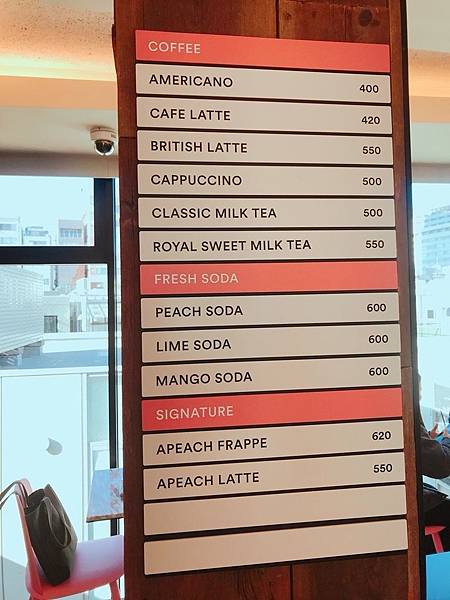 COFFEE
AMERICANO 400
CAFE LATTE 420
BRITISH LATTE 550
CAPPUCCINO 500
CLASSIC MILK TEA 500
ROYAL SWEET MILK TEA 550
FRESH SODA
PEACH SODA 600
LIME SODA 600
MANGO SODA 600
SIGNATURE
APEACH FRAPPE 620
APEACH LATTE 550